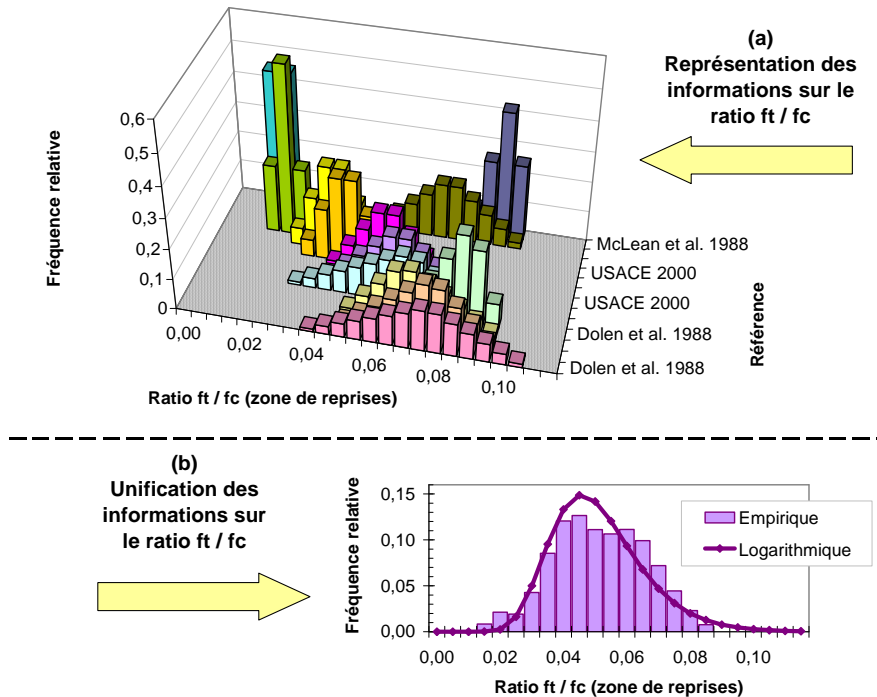 (a)
Représentation des
informations sur le
ratio ft / fc
Fréquence relative
0,6
0,5
0,4
0,3
0,2
0,1
0
0,00
0,02
0,04
0,06
0,08
0,10
Ratio ft / fc (zone de reprises)
McLean et al. 1988
USACE 2000
USACE 2000
Dolen et al. 1988
Dolen et al. 1988
Référence
(b)
Unification des
informations sur
le ratio ft / fc
Fréquence relative
0,15
0,10
0,05
0,00
0,00
0,02
0,04
0,06
0,08
0,10
Ratio ft / fc (zone de reprises)
Empirique
Logarithmique